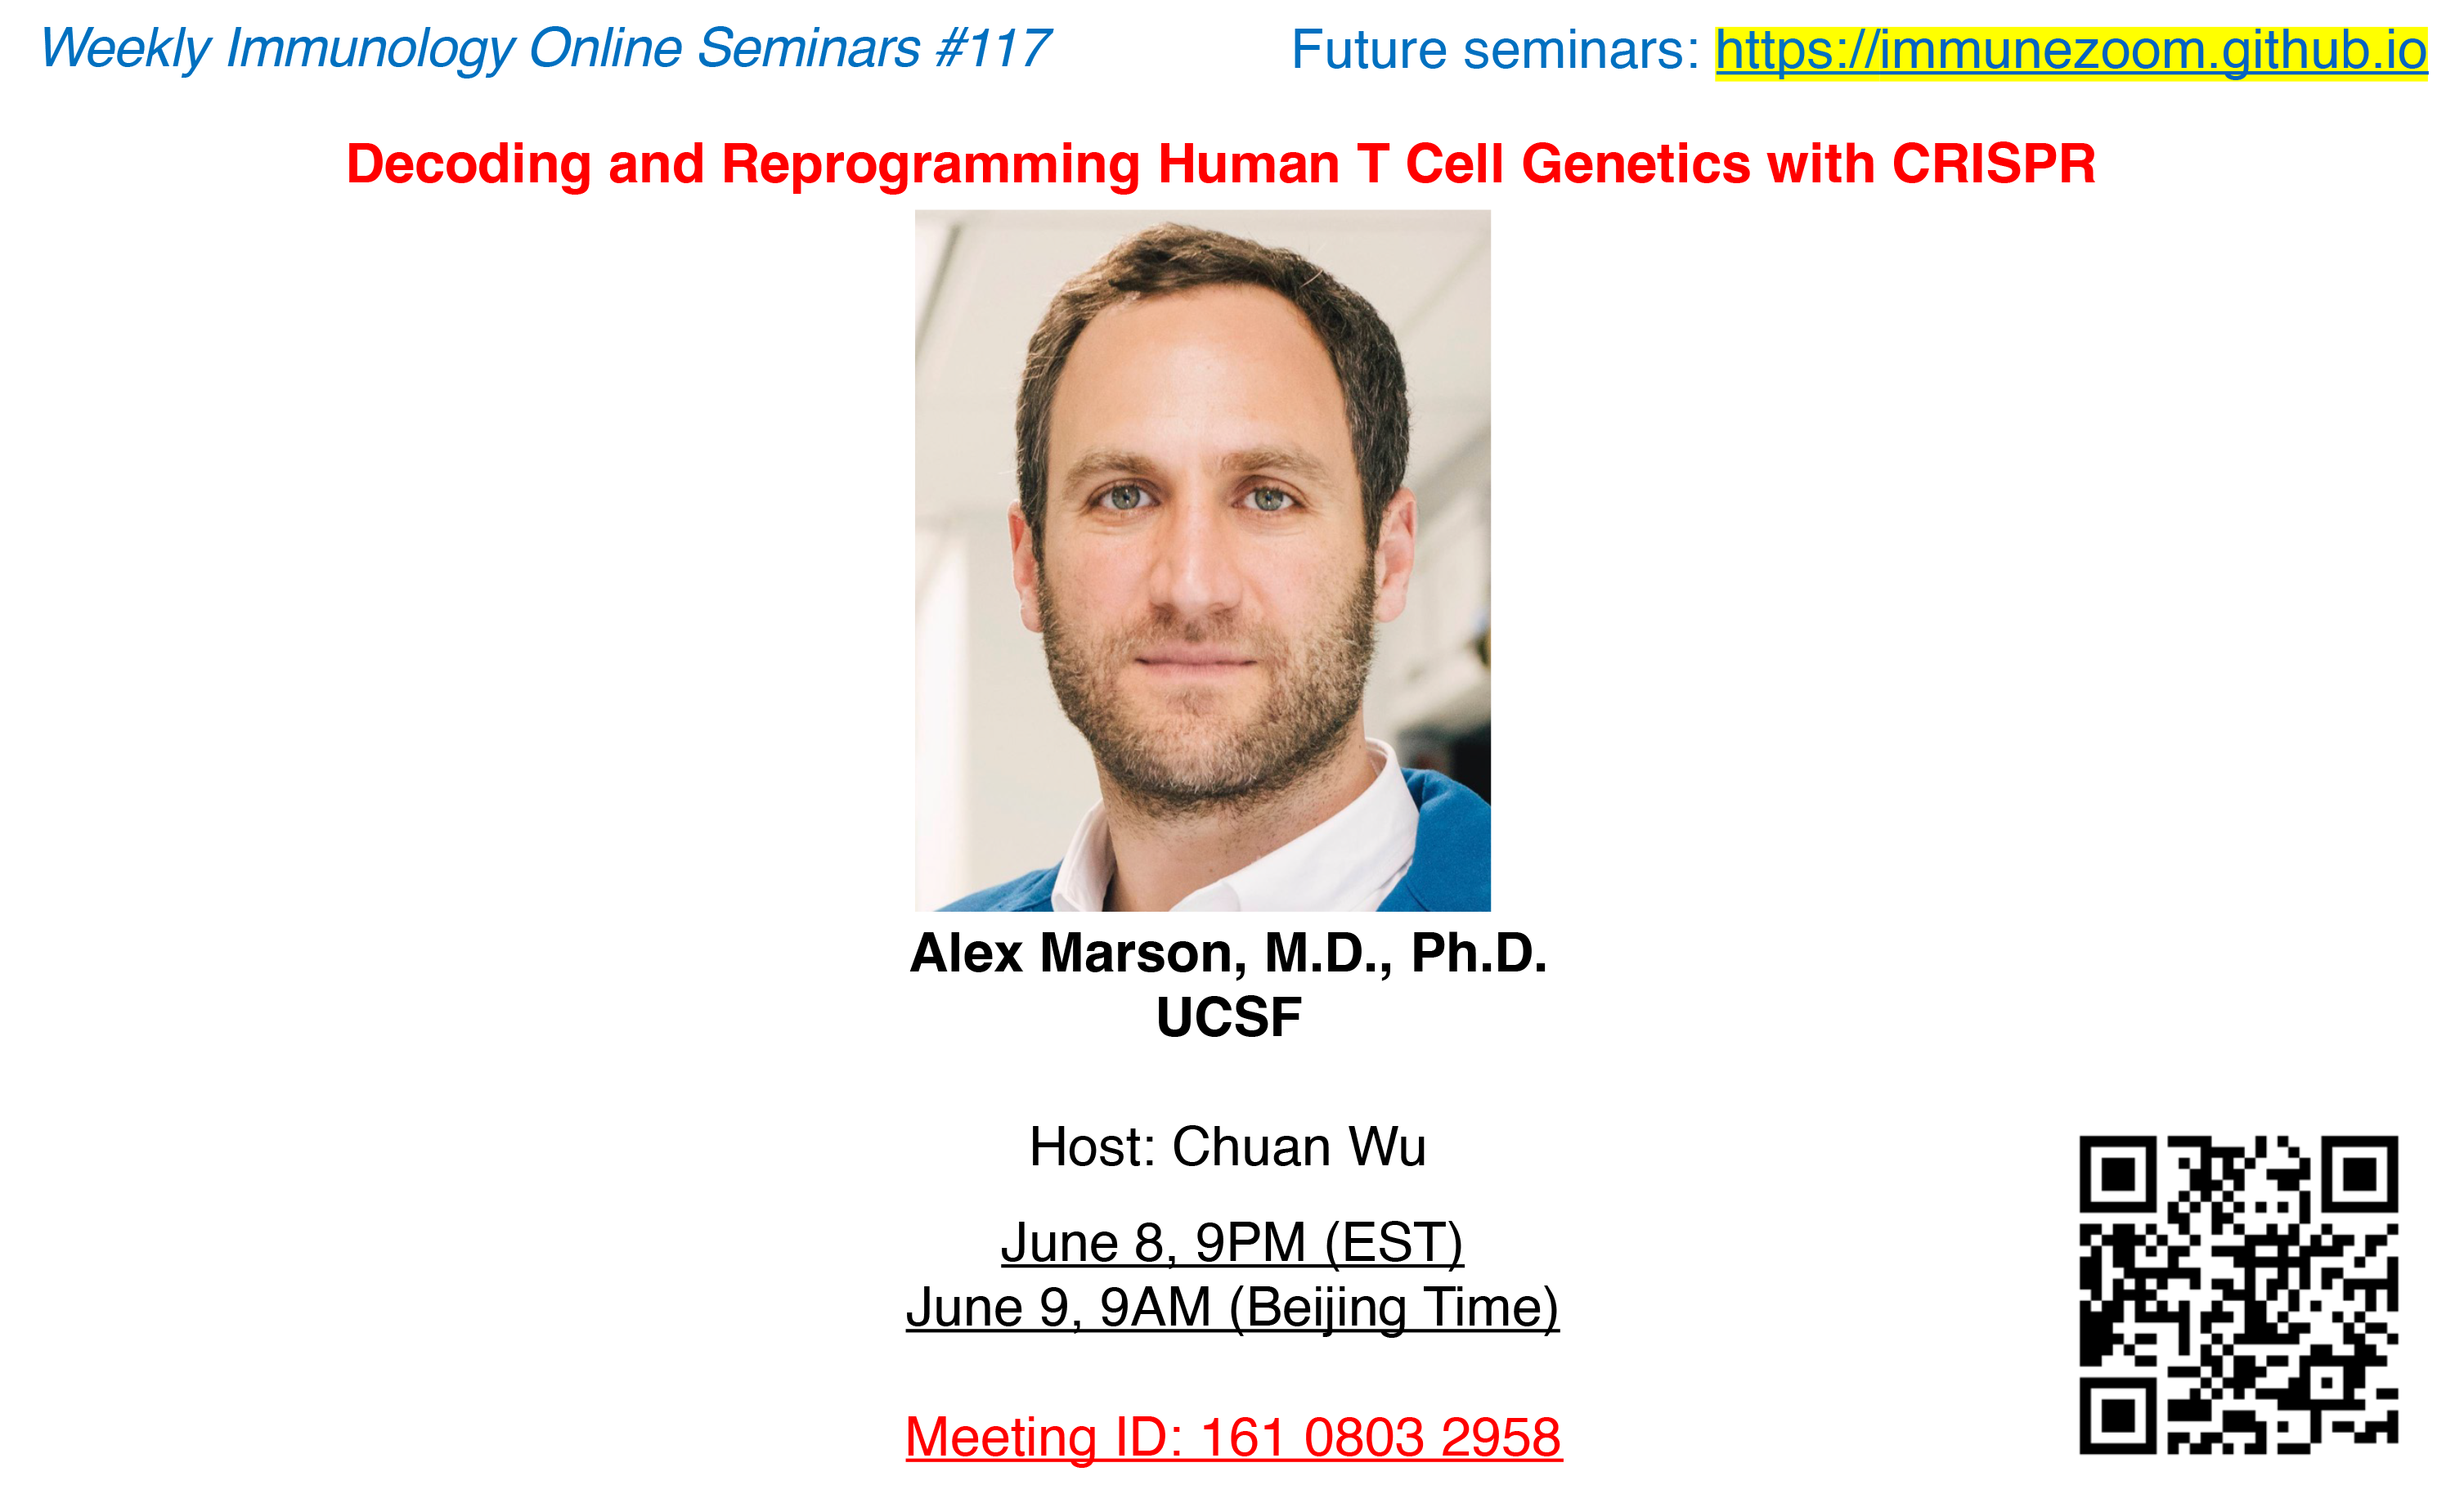 Weekly Immunology Online Seminars #117
Future seminars: https://immunezoom.github.io
Decoding and Reprogramming Human T Cell Genetics with CRISPR
Alex Marson, M.D., Ph.D.
UCSF
Host: Chuan Wu
June 8, 9PM (EST)
June 9, 9AM (Beijing Time)
Meeting ID: 161 0803 2958